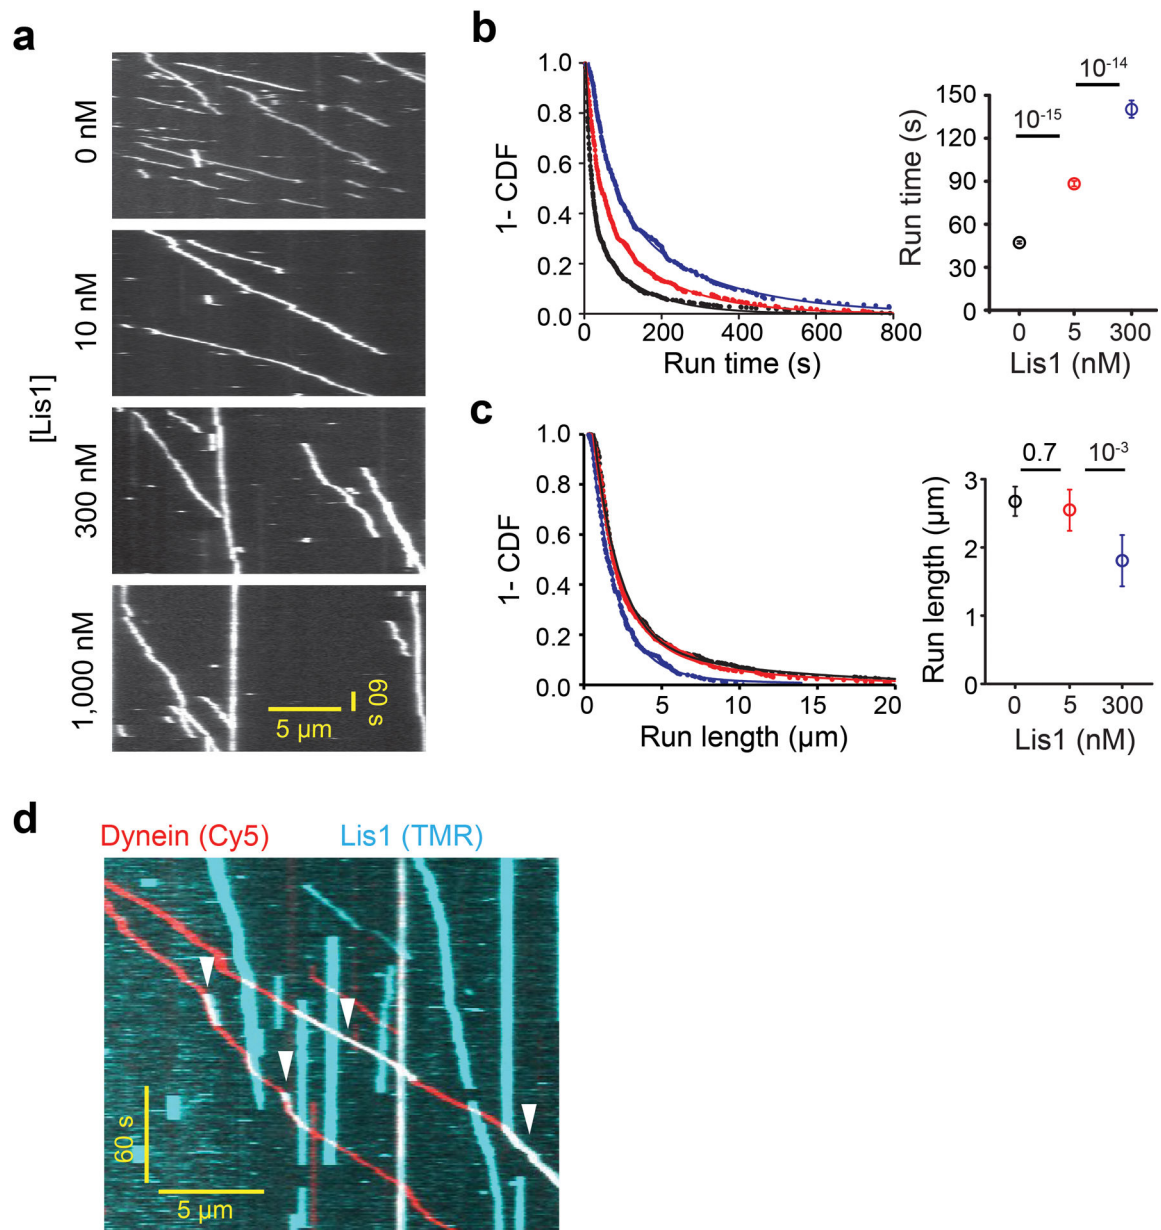 a
[Lis1]
0 nM
10 nM
300 nM
1,000 nM
5 µm
60 s
b
1- CDF
1.0
0.8
0.6
0.4
0.2
0.0
0
200
400
600
800
Run time (s)
10-14
10-15
Run time (s)
150
120
90
60
30
0
0
5
300
Lis1 (nM)
c
1- CDF
1.0
0.8
0.6
0.4
0.2
0.0
0
5
10
15
20
Run length (µm)
0.7
10-3
Run length (µm)
3
2
1
0
0
5
300
Lis1 (nM)
d
Dynein (Cy5)
Lis1 (TMR)
60 s
5 µm